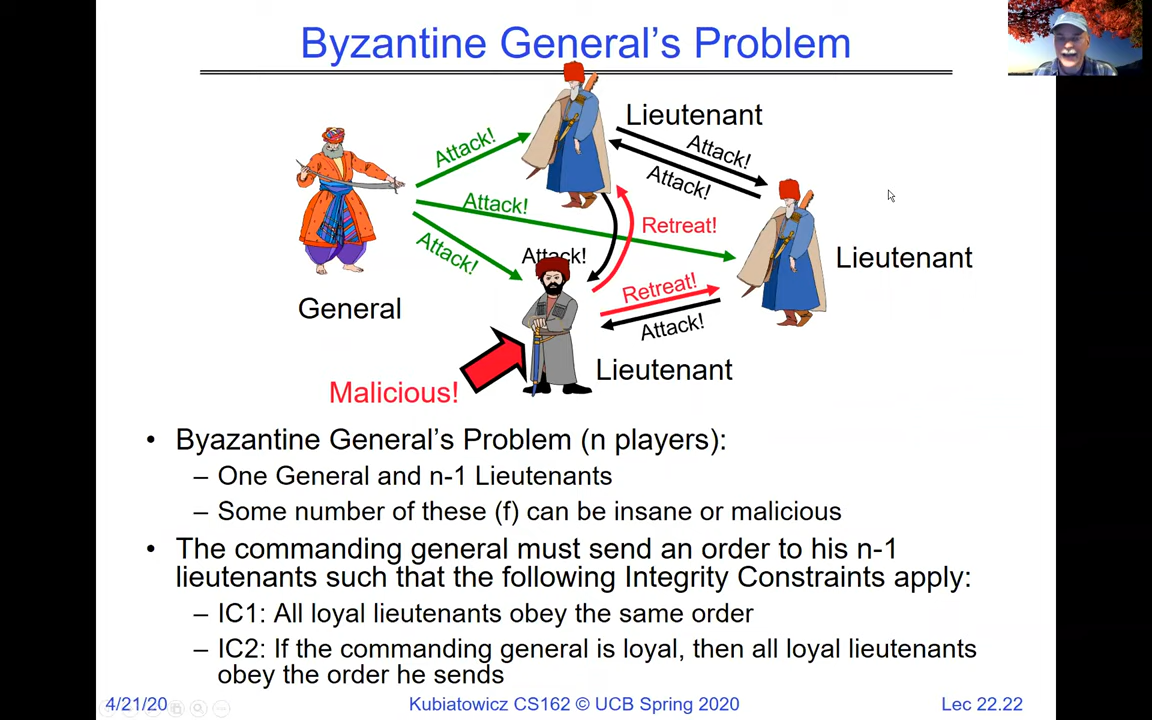 Byzantine General's Problem
Lieutenant
Attack!
Attack!
Attack!
Attack!
Retreat!
Attack!
Attack!
Lieutenant
Retreat!
Attack!
General
Lieutenant
Malicious!
• Byazantine General's Problem (n players):
– One General and n-1 Lieutenants
– Some number of these (f) can be insane or malicious
• The commanding general must send an order to his n-1
lieutenants such that the following Integrity Constraints apply:
– IC1: All loyal lieutenants obey the same order
– IC2: If the commanding general is loyal, then all loyal lieutenants
obey the order he sends
4/21/20
Kubiatowicz CS162 © UCB Spring 2020
Lec 22.22